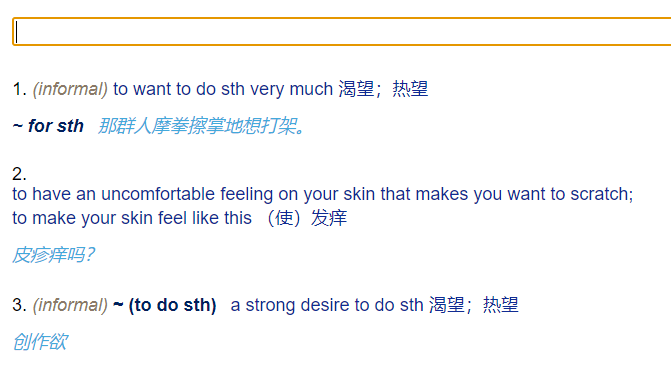 1. (informal) to want to do sth very much 渴望；热望
~ for sth 那群人摩拳擦掌地想打架。
2.
to have an uncomfortable feeling on your skin that makes you want to scratch;
to make your skin feel like this （使）发痒
皮疹痒吗?
3. (informal) ~ (to do sth) a strong desire to do sth 渴望；热望
创作欲